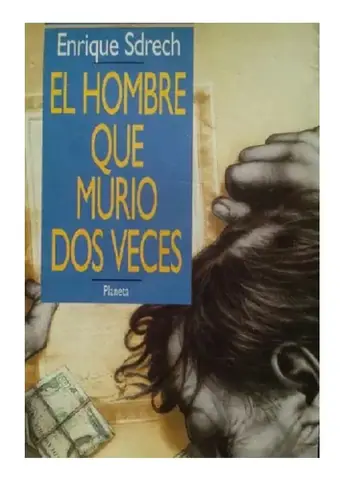 Enrique Sdrech
EL HOMBRE
QUE
MURIO
DOS VECES
Planeta